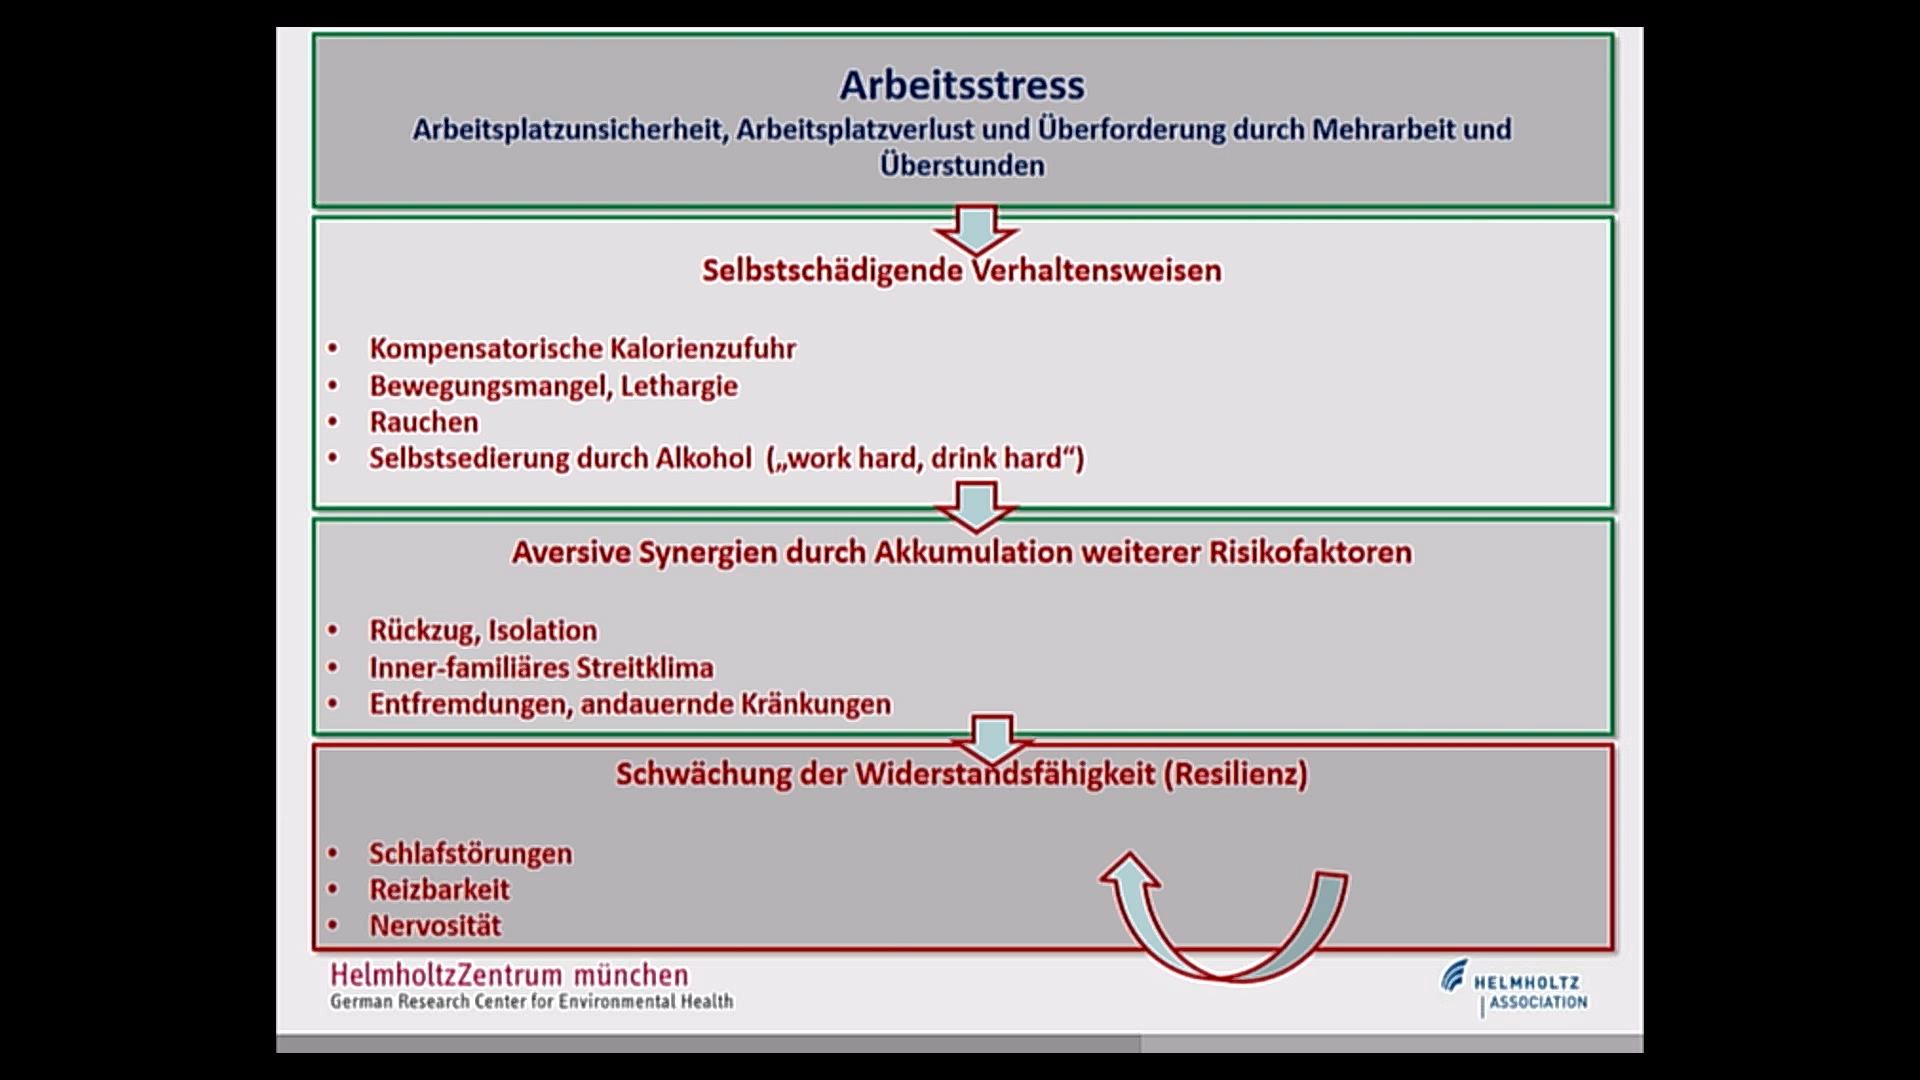 Arbeitsstress
Arbeitsplatzunsicherheit, Arbeitsplatzverlust und Überforderung durch Mehrarbeit und
Überstunden
Selbstschädigende Verhaltensweisen
• Kompensatorische Kalorienzufuhr
• Bewegungsmangel, Lethargie
• Rauchen
• Selbstsedierung durch Alkohol („work hard, drink hard“)
Aversive Synergien durch Akkumulation weiterer Risikofaktoren
• Rückzug, Isolation
• Inner-familiäres Streitklima
• Entfremdungen, andauernde Kränkungen
Schwächung der Widerstandsfähigkeit (Resilienz)
• Schlafstörungen
• Reizbarkeit
• Nervosität
HelmholtzZentrum münchen
German Research Center for Environmental Health
HELMHOLTZ
ASSOCIATION